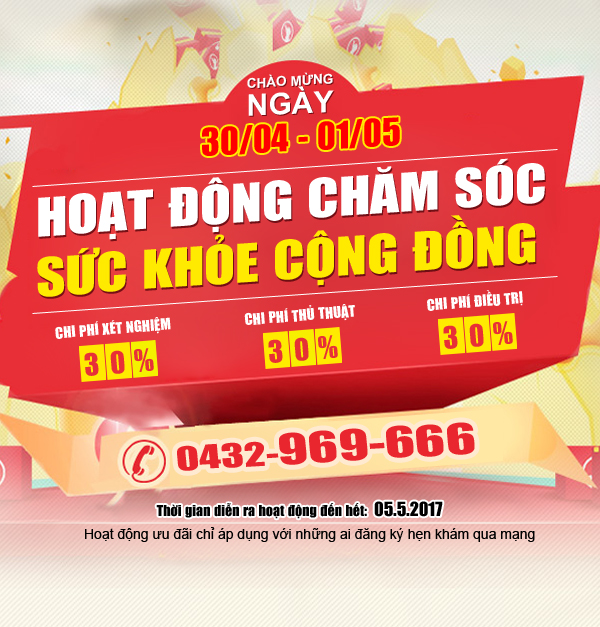 CHÀO MỪNG
NGÀY
30/04 - 01/05
HOẠT ĐỘNG CHĂM SÓC
SỨC KHỎE CỘNG ĐỒNG
CHI PHÍ XÉT NGHIỆM
30%
CHI PHÍ THỦ THUẬT
30%
CHI PHÍ ĐIỀU TRỊ
30%
0432-969-666
Thời gian diễn ra hoạt động đến hết: 05.5.2017
Hoạt động ưu đãi chỉ áp dụng với những ai đăng ký hẹn khám qua mạng